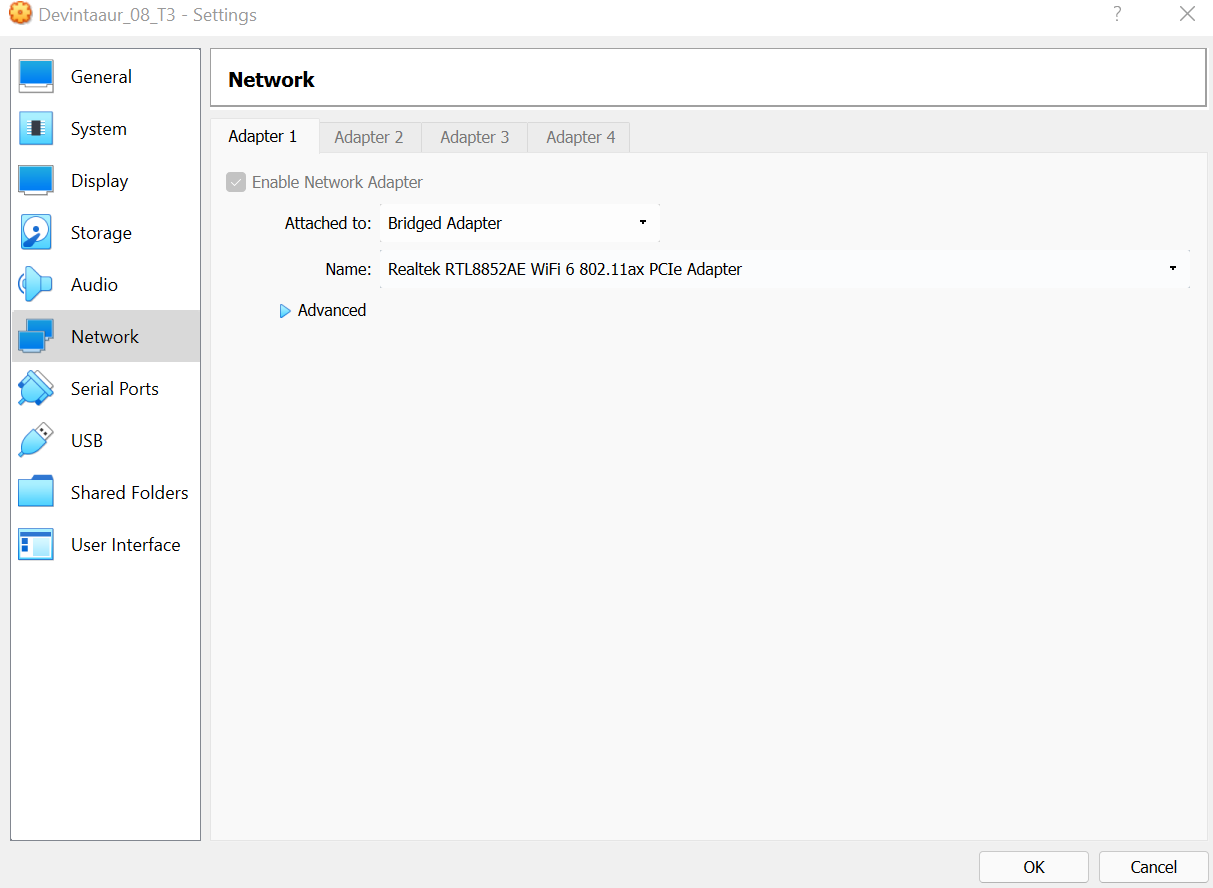 Devintaaur_08_T3 - Settings
?
General
System
Display
Storage
Audio
Network
Serial Ports
USB
Shared Folders
User Interface
Network
Adapter 1 Adapter 2 Adapter 3 Adapter 4
Enable Network Adapter
Attached to: Bridged Adapter
Name: Realtek RTL8852AE WiFi 6 802.11ax PCIe Adapter
Advanced
OK Cancel